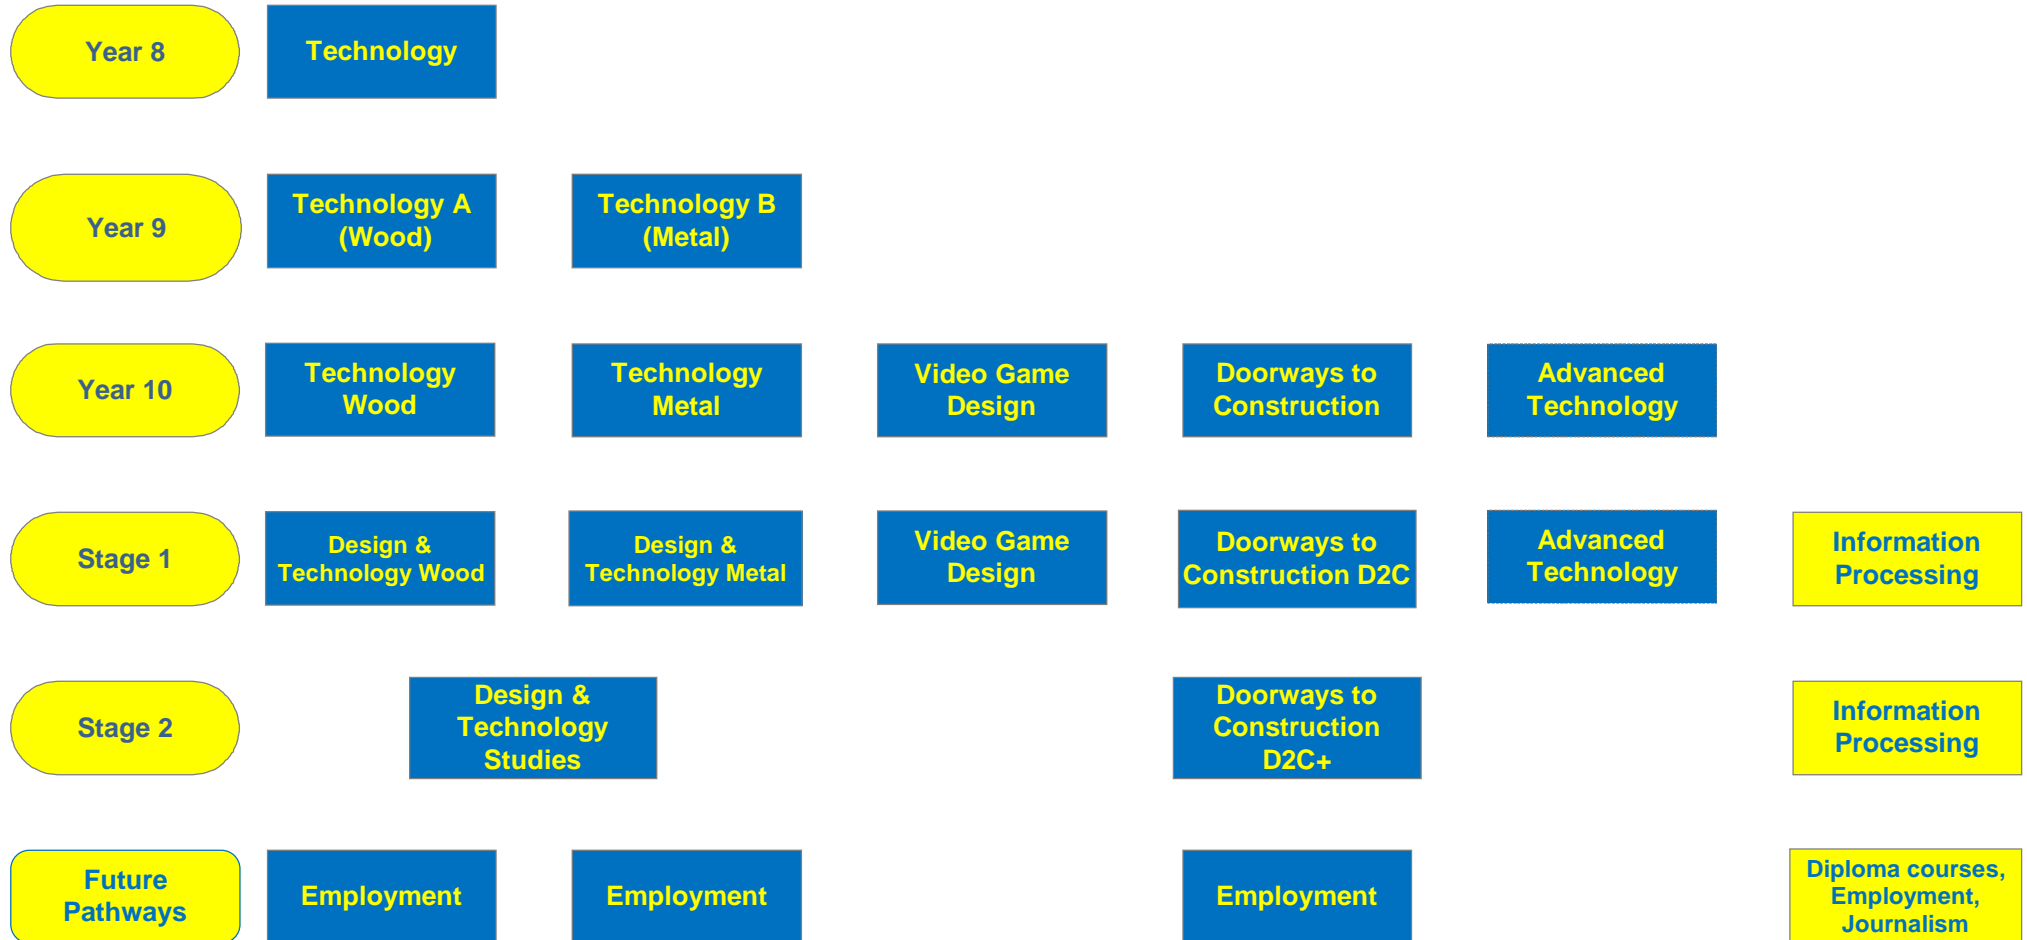 Year 8
Technology
Year 9
Technology A
(Wood)
Technology B
(Metal)
Year 10
Technology
Wood
Technology
Metal
Video Game
Design
Doorways to
Construction
Advanced
Technology
Stage 1
Design &
Technology Wood
Design &
Technology Metal
Video Game
Design
Doorways to
Construction D2C
Advanced
Technology
Information
Processing
Stage 2
Design &
Technology
Studies
Doorways to
Construction
D2C+
Information
Processing
Future
Pathways
Employment
Employment
Employment
Diploma courses,
Employment,
Journalism